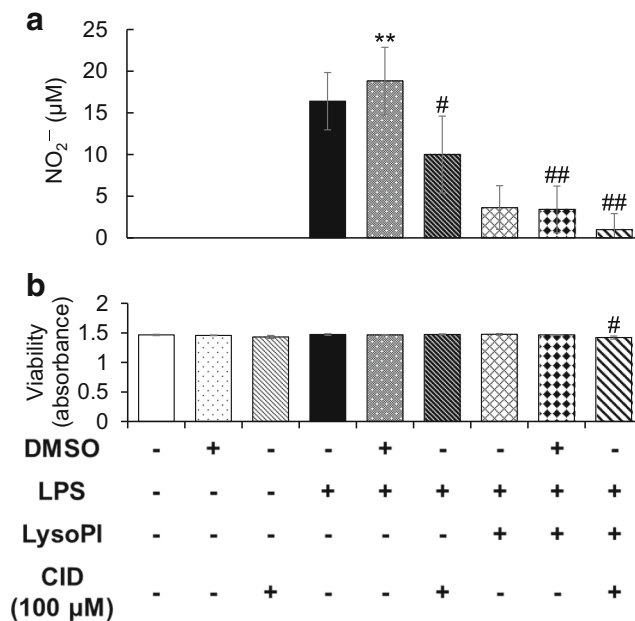 a
25
20
15
10
5
0
NO₂⁻ (μM)
**
#
##
##
b
2
1.5
1
0.5
0
Viability
(absorbance)
#
DMSO - + - - + - - + -
LPS - - - + + + + + +
LysoPI - - - - - - + + +
CID
(100 μM) - - + - - + - - +